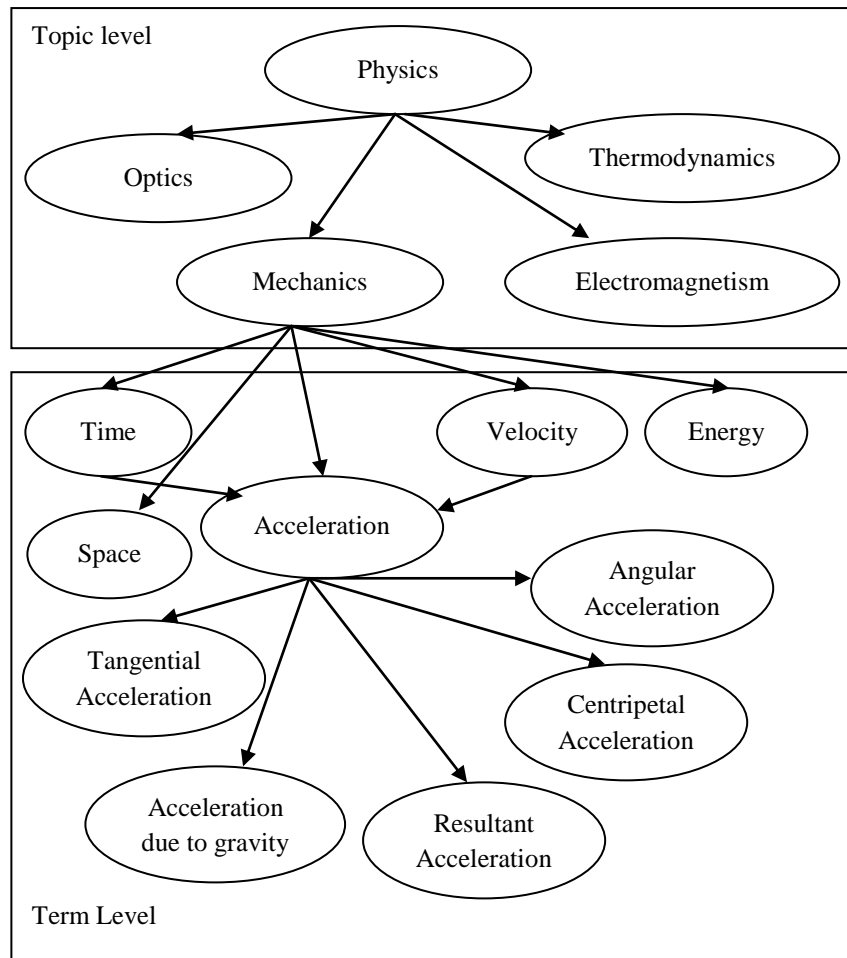 Topic level
Physics
Optics
Thermodynamics
Mechanics
Electromagnetism
Time
Velocity
Energy
Acceleration
Space
Angular
Acceleration
Tangential
Acceleration
Centripetal
Acceleration
Acceleration
due to gravity
Resultant
Acceleration
Term Level